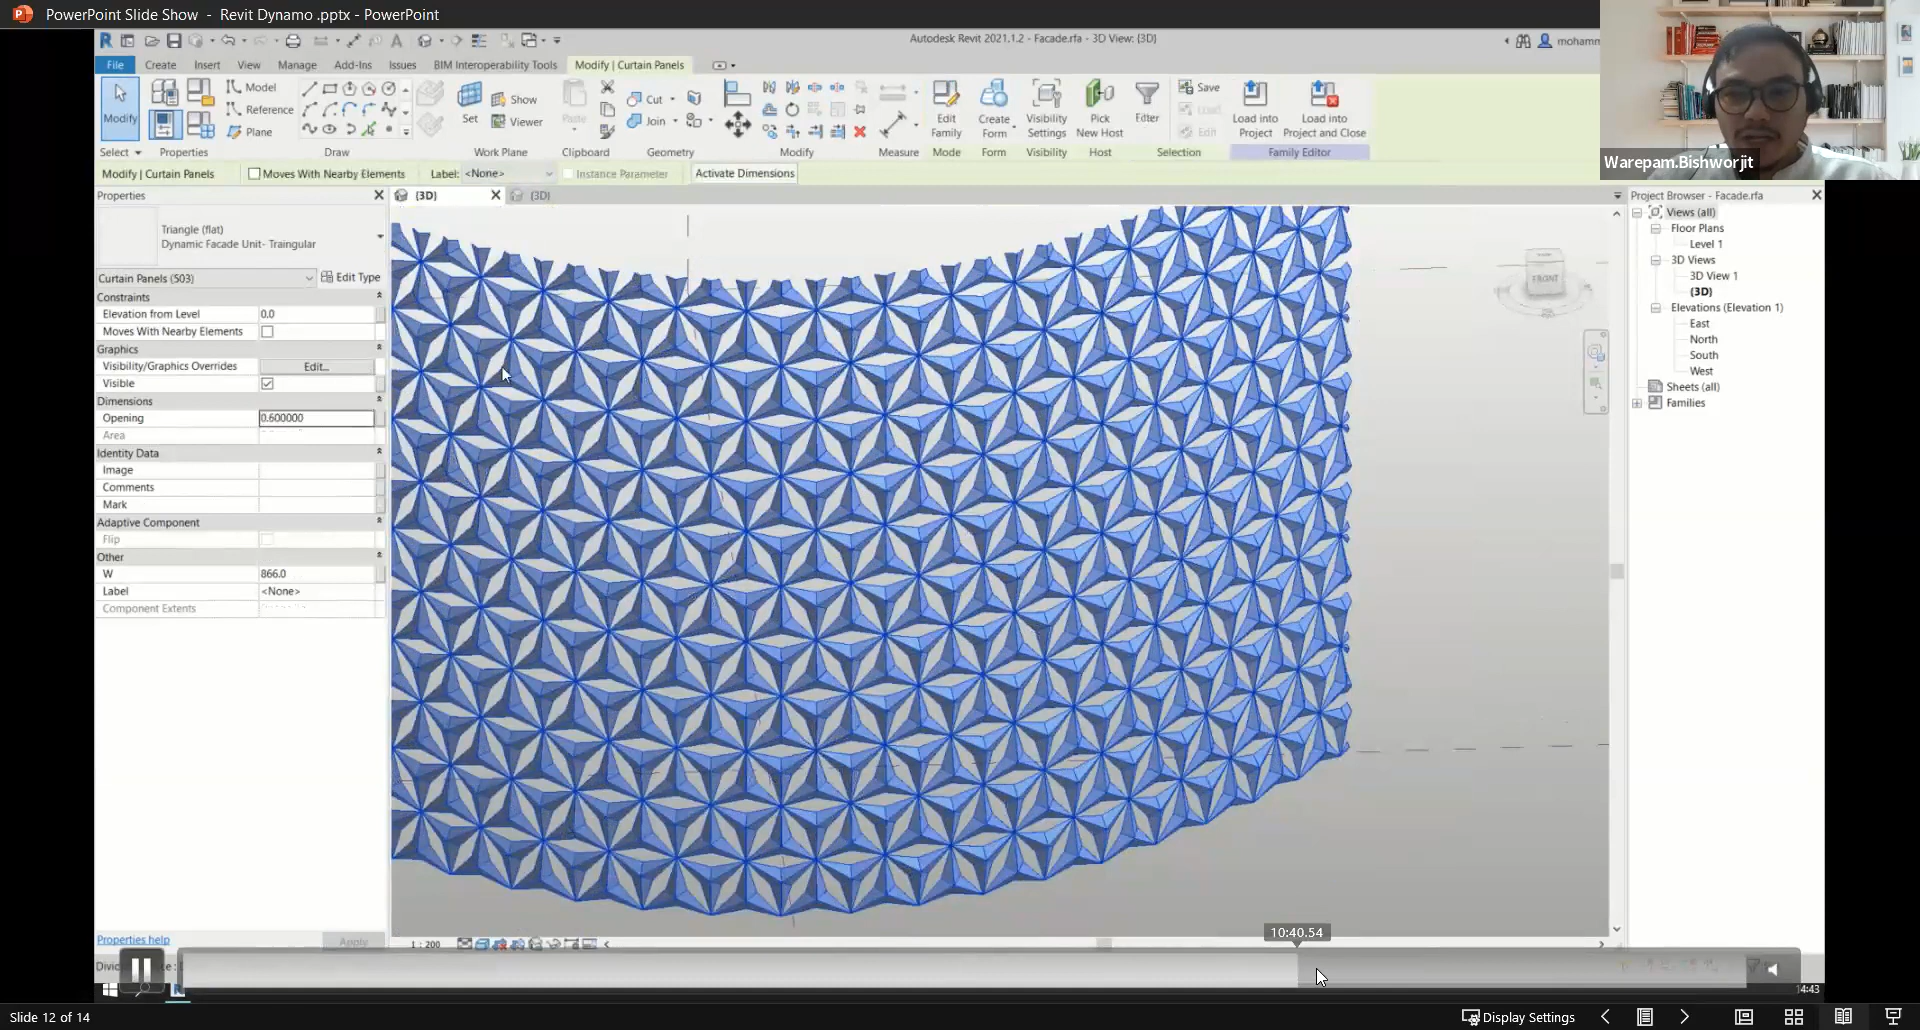 PowerPoint Slide Show - Revit Dynamo .pptx - PowerPoint
Autodesk Revit 2021.1.2 - Facade.rfa - 3D View: {3D}
File Create Insert View Manage Add-Ins Issues BIM Interoperability Tools Modify | Curtain Panels
Modify
Model
Reference
Plane
Set
Show
Viewer
Paste
Cut
Join
Edit Family
Create Form
Visibility Settings
Pick New Host
Filter
Save
Load
Edit
Load into Project
Load into Project and Close
Select Properties Draw Work Plane Clipboard Geometry Modify Measure Mode Form Visibility Host Selection Family Editor
Modify | Curtain Panels Moves With Nearby Elements Label: <None> Instance Parameter Activate Dimensions
Warepam.Bishworjit
Properties
{3D}
{3D}
Triangle (flat)
Dynamic Facade Unit- Traingular
Curtain Panels (503) Edit Type
Constraints
Elevation from Level 0.0
Moves With Nearby Elements
Graphics
Visibility/Graphics Overrides Edit...
Visible
Dimensions
Opening 0.600000
Area
Identity Data
Image
Comments
Mark
Adaptive Component
Flip
Other
W 866.0
Label <None>
Component Extents
Properties help Apply
FRONT
Project Browser - Facade.rfa
Views (all)
Floor Plans
Level 1
3D Views
3D View 1
{3D}
Elevations (Elevation 1)
East
North
South
West
Sheets (all)
Families
1 : 200
10:40.54
14:43
Slide 12 of 14
Display Settings